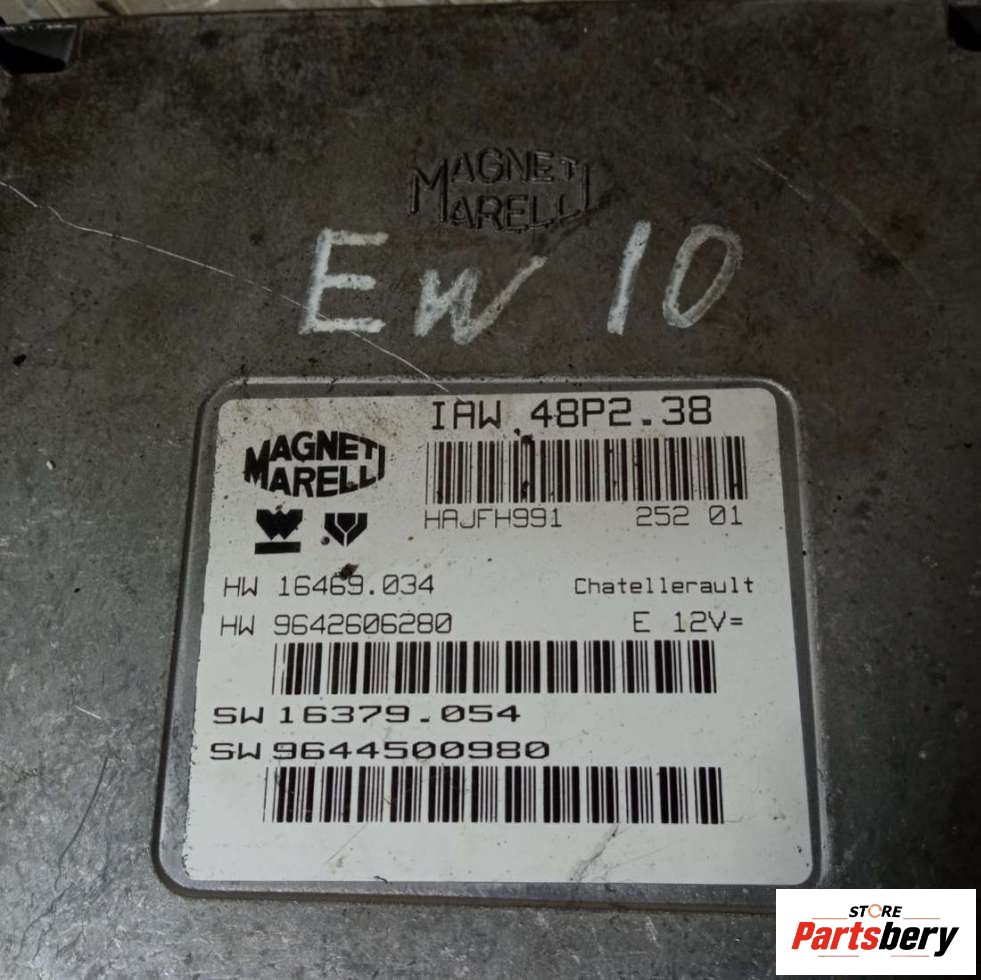 MAGNETI
MARELLI
EW 10
IAW 48P2.38
MAGNETI
MARELLI
HAJFH991 252 01
HW 16469.034 Chatellerault
HW 9642606280 E 12V=
SW 16379.054
SW 9644500980
STORE
Partsbery